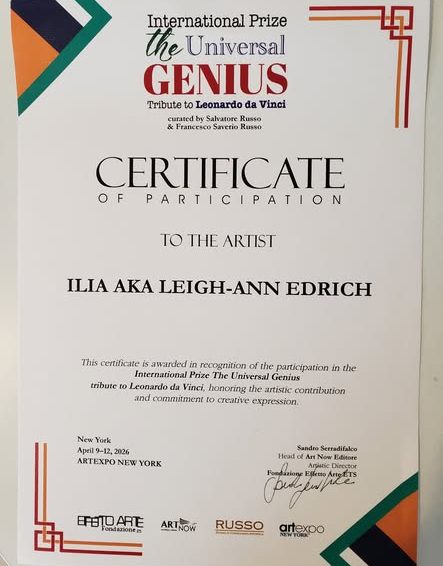 International Prize
the Universal
GENIUS
Tribute to Leonardo da Vinci
curated by Salvatore Russo
& Francesco Saverio Russo
CERTIFICATE
OF PARTICIPATION
TO THE ARTIST
ILIA AKA LEIGH-ANN EDRICH
This certificate is awarded in recognition of the participation in the
International Prize The Universal Genius
tribute to Leonardo da Vinci, honoring the artistic contribution
and commitment to creative expression.
New York
April 9-12, 2026
ARTEXPO NEW YORK
Sandro Serradifalco
Head of Art Now Editore
Artistic Director
Fondazione Effetto Arte ETS
EFFETTO ARTE
Fondazione
ART NOW
RUSSO
artexpo
NEW YORK